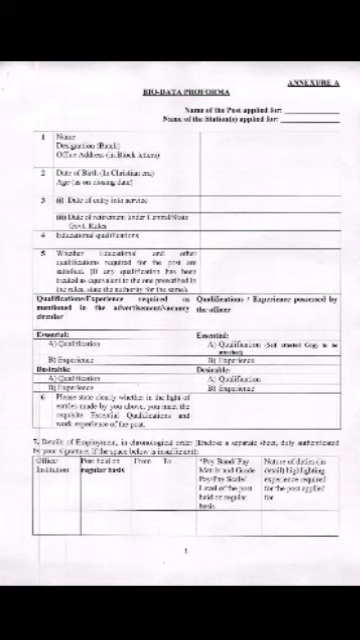 ANNEXURE A
BIO-DATA PROFORMA
Name of the Post applied for: ____________
Name of the Station(s) applied for: ____________
1 Name
Designation (Block)
Office Address (in Block letters)
2 Date of Birth (In Christian era)
Age (as on closing date)
3 (i) Date of entry into service
(ii) Date of retirement under Central/State
Govt. Rules
4 Educational qualifications
5 Whether Educational and other
qualifications required for the post are
satisfied. (If any qualification has been
treated as equivalent to the one prescribed in
the rules, state the authority for the same).
Qualifications/Experience required as
mentioned in the advertisement/vacancy
circular
Qualifications / Experience possessed by
the officer
Essential:
Essential:
A) Qualification
A) Qualification (Self attested Copy to be
attached)
B) Experience
B) Experience
Desirable:
Desirable:
A) Qualification
A) Qualification
B) Experience
B) Experience
6 Please state clearly whether in the light of
entries made by you above, you meet the
requisite Essential Qualifications and
work experience of the post.
7. Details of Employment, in chronological order (Enclose a separate sheet, duly authenticated
by your signature, if the space below is insufficient):
Office/
Institution
Post held on
regular basis
From To
*Pay Band/Pay
Matrix and Grade
Pay/Pay Scale/
Level of the post
held on regular
basis
Nature of duties (in
detail) highlighting
experience required
for the post applied
for
1